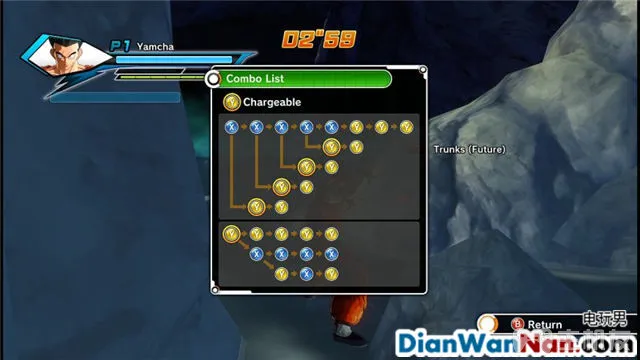 P1 Yamcha
02"59
Combo List
Y Chargeable
X X X X X Y Y Y
Y Y
Y Y
Y Y
Y Y
Trunks (Future)
Y Y Y Y Y
X X X X
Y X Y
B Return
电玩男
DianWanNan.com